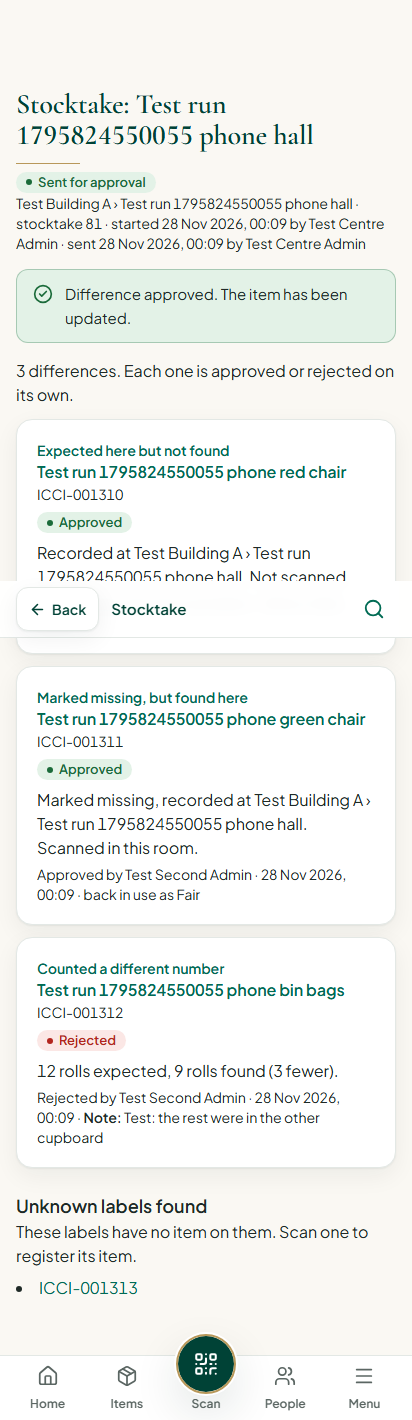 Stocktake: Test run
1795824550055 phone hall
Sent for approval
Test Building A › Test run 1795824550055 phone hall ·
stocktake 81 · started 28 Nov 2026, 00:09 by Test Centre
Admin · sent 28 Nov 2026, 00:09 by Test Centre Admin
Difference approved. The item has been
updated.
3 differences. Each one is approved or rejected on
its own.
Expected here but not found
Test run 1795824550055 phone red chair
ICCI-001310
Approved
Recorded at Test Building A › Test run
1795824550055 phone hall. Not scanned
Back
Stocktake
Marked missing, but found here
Test run 1795824550055 phone green chair
ICCI-001311
Approved
Marked missing, recorded at Test Building A ›
Test run 1795824550055 phone hall.
Scanned in this room.
Approved by Test Second Admin · 28 Nov 2026,
00:09 · back in use as Fair
Counted a different number
Test run 1795824550055 phone bin bags
ICCI-001312
Rejected
12 rolls expected, 9 rolls found (3 fewer).
Rejected by Test Second Admin · 28 Nov 2026,
00:09 · Note: Test: the rest were in the other
cupboard
Unknown labels found
These labels have no item on them. Scan one to
register its item.
ICCI-001313
Home
Items
Scan
People
Menu